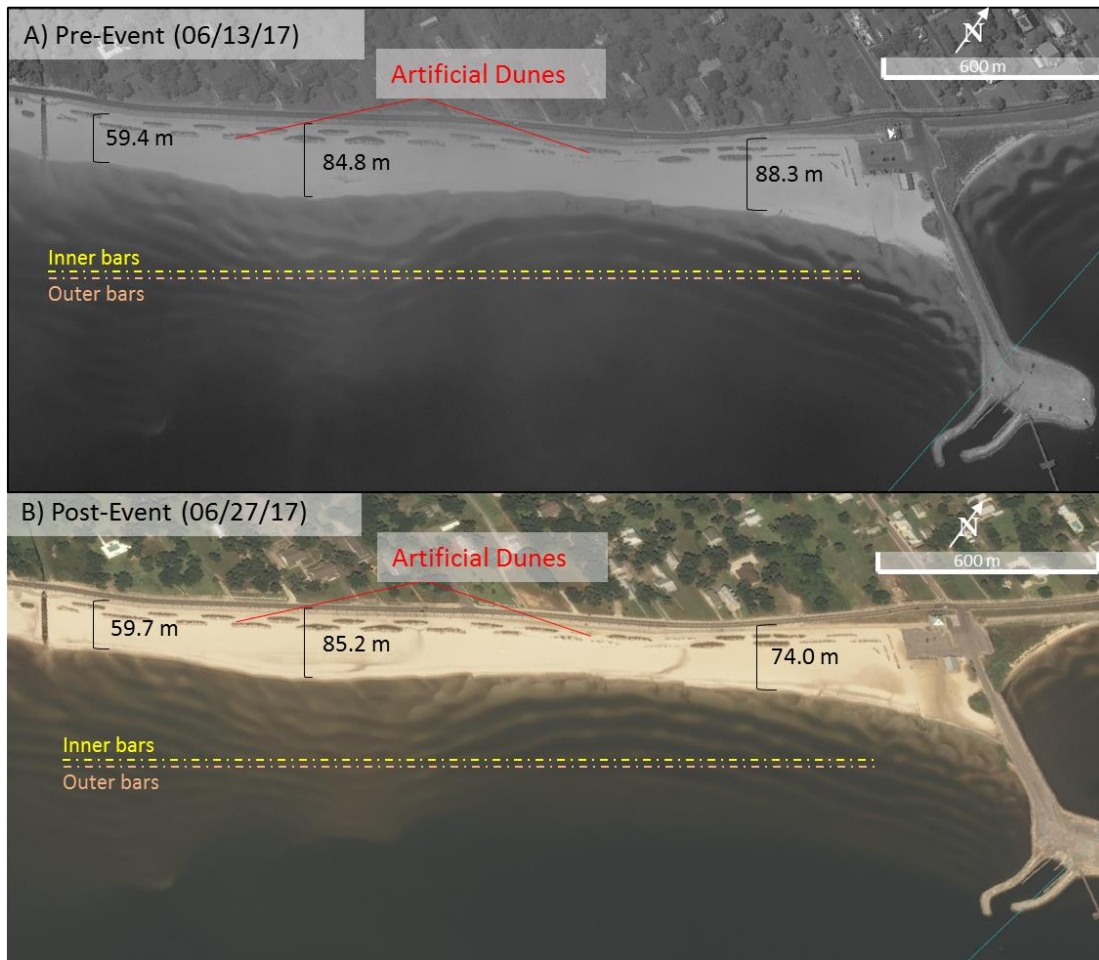 A) Pre-Event (06/13/17)
N
600 m
Artificial Dunes
59.4 m
84.8 m
88.3 m
Inner bars
Outer bars
B) Post-Event (06/27/17)
N
600 m
Artificial Dunes
59.7 m
85.2 m
74.0 m
Inner bars
Outer bars